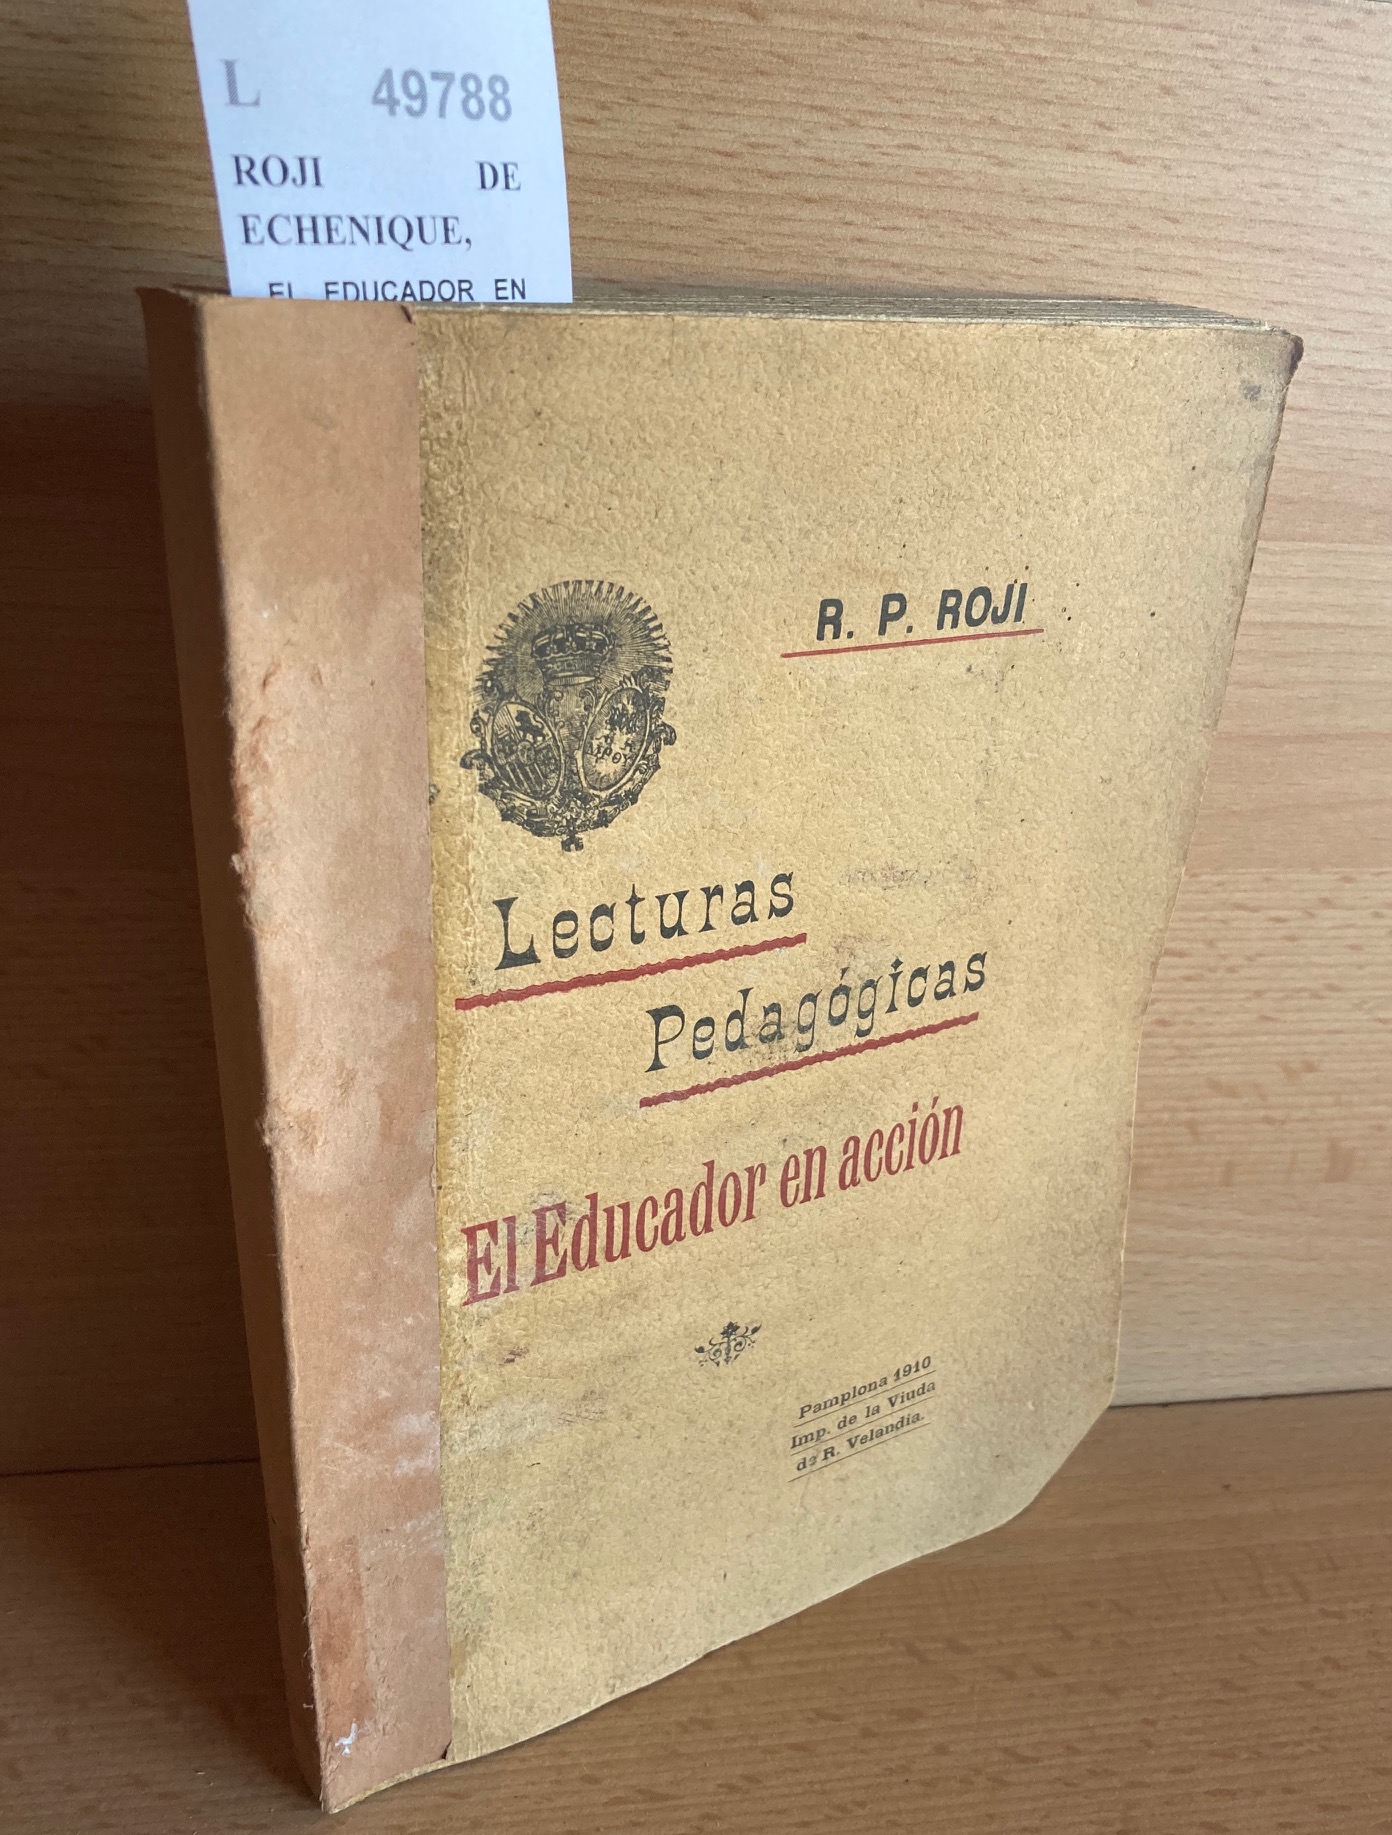 L 49788
ROJI DE
ECHENIQUE,
EL EDUCADOR EN
R. P. ROJI
Lecturas
Pedagógicas
El Educador en acción
Pamplona 1910
Imp. de la Viuda
de R. Velandia.